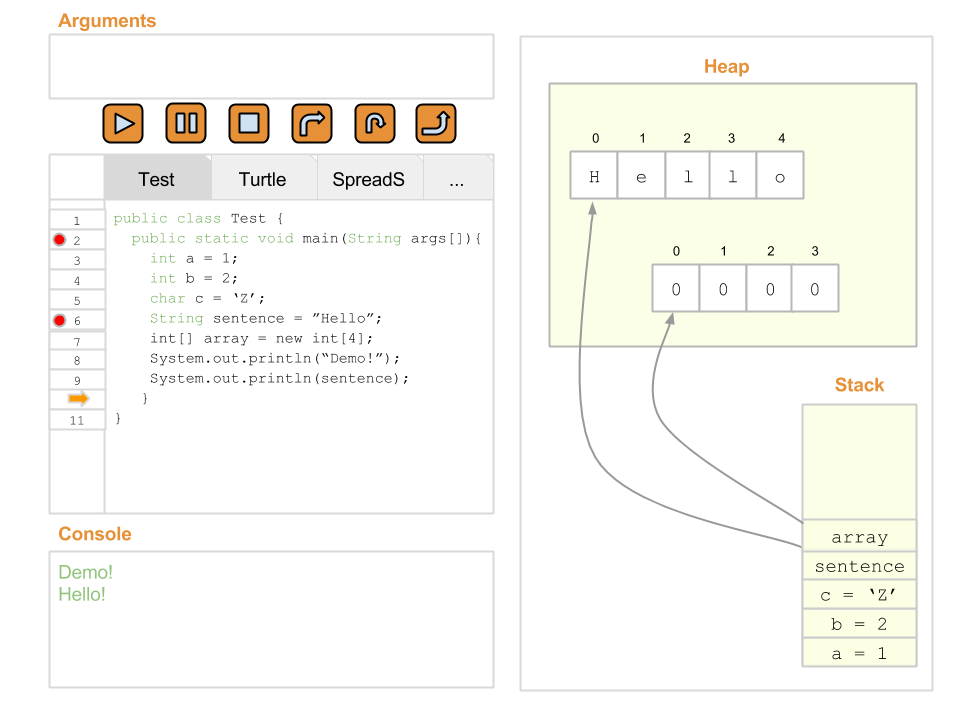 Arguments
Test Turtle SpreadS ...
1 public class Test {
2 public static void main(String args[]){
3 int a = 1;
4 int b = 2;
5 char c = ‘Z’;
6 String sentence = ”Hello”;
7 int[] array = new int[4];
8 System.out.println(“Demo!”);
9 System.out.println(sentence);
}
11 }
Console
Demo!
Hello!
Heap
0 1 2 3 4
H e l l o
0 1 2 3
0 0 0 0
Stack
array
sentence
c = ‘Z’
b = 2
a = 1